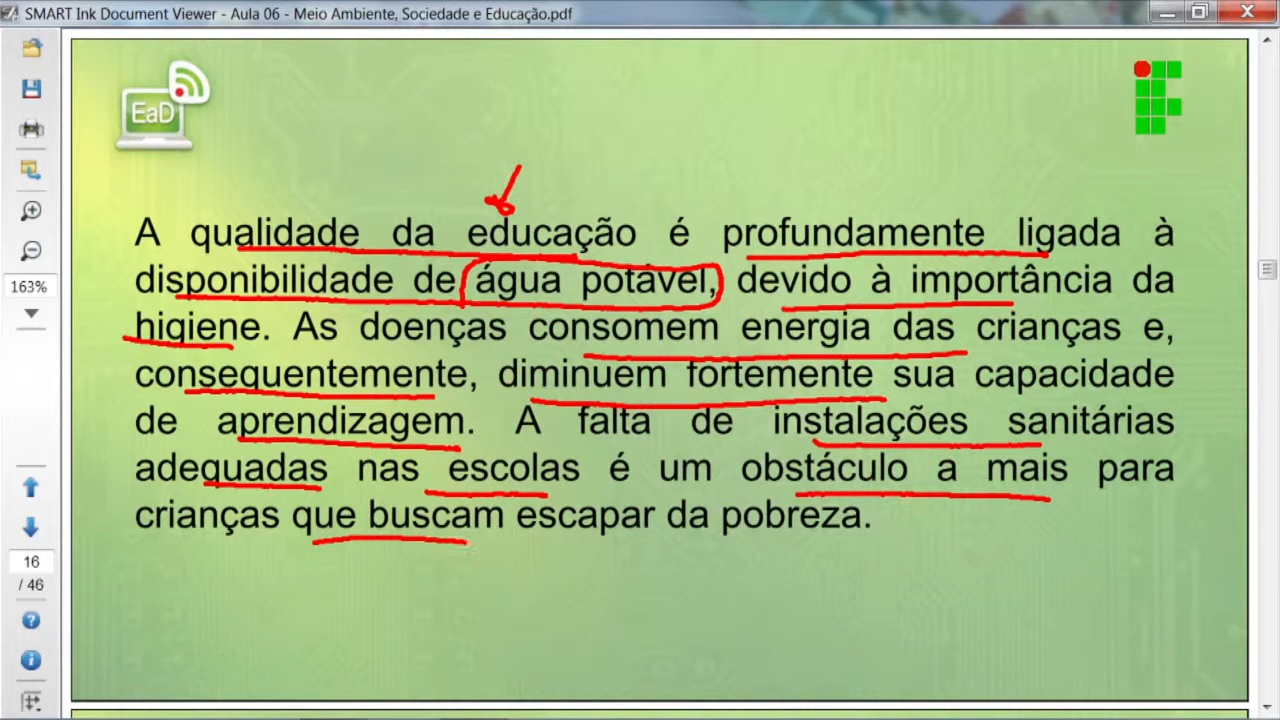 SMART Ink Document Viewer - Aula 06 - Meio Ambiente, Sociedade e Educação.pdf
EaD
A qualidade da educação é profundamente ligada à
disponibilidade de água potável, devido à importância da
higiene. As doenças consomem energia das crianças e,
consequentemente, diminuem fortemente sua capacidade
de aprendizagem. A falta de instalações sanitárias
adequadas nas escolas é um obstáculo a mais para
crianças que buscam escapar da pobreza.
163%
16
/ 46